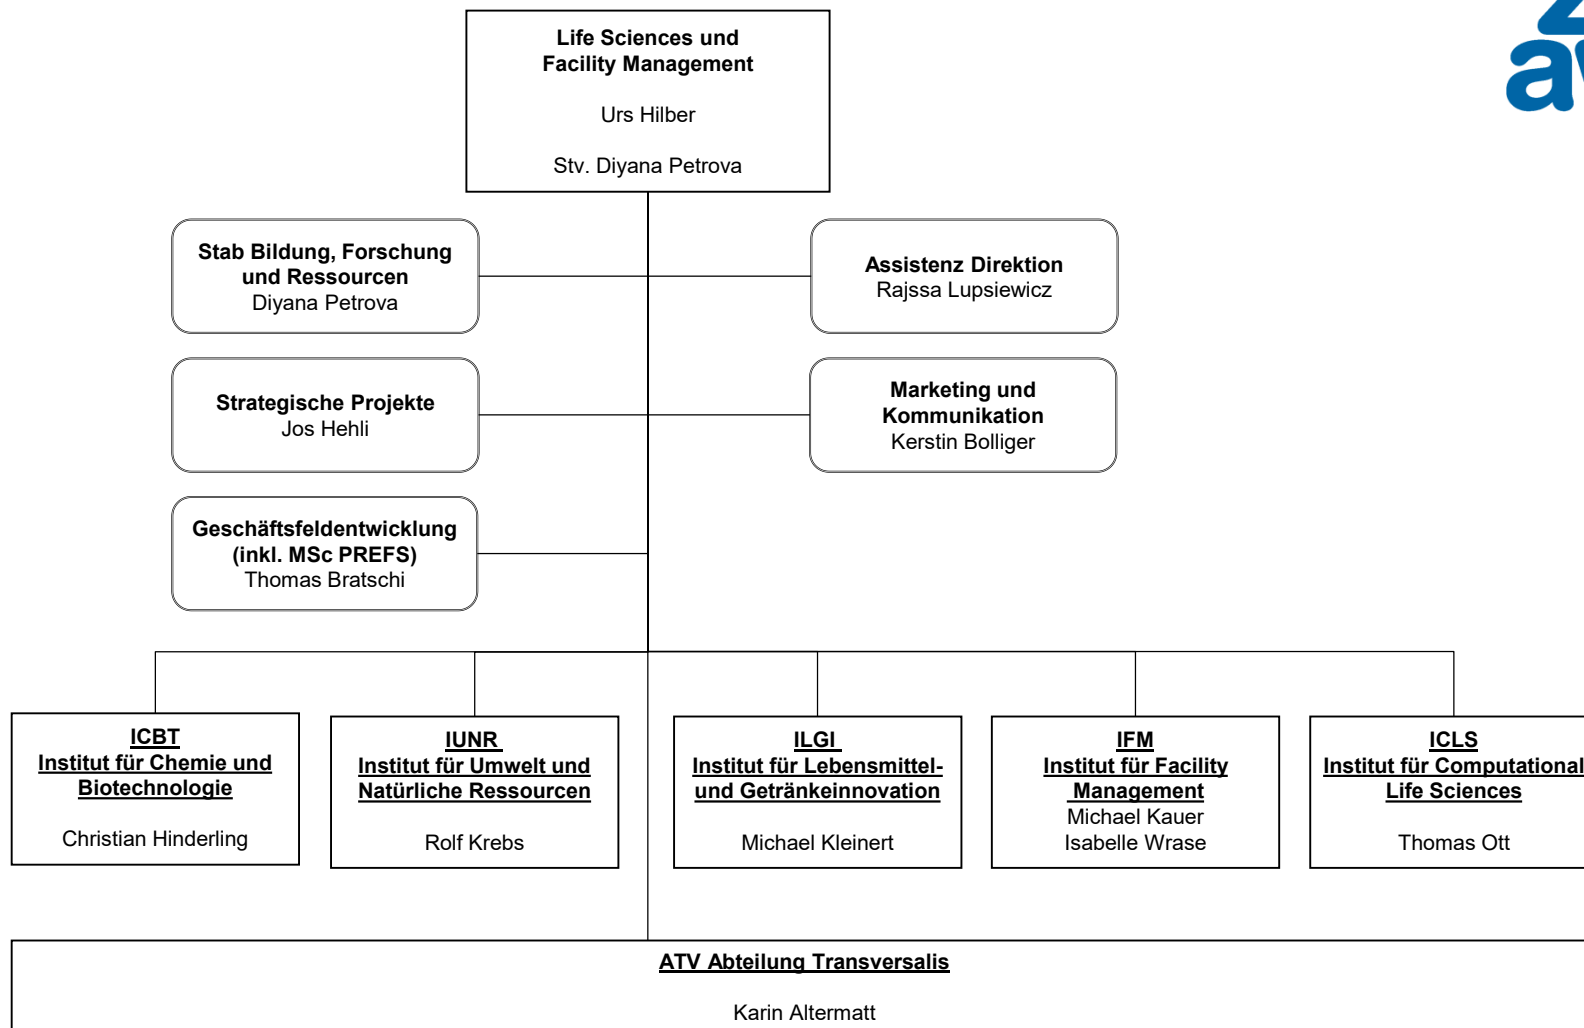 Life Sciences und
Facility Management
Urs Hilber
Stv. Diyana Petrova
Stab Bildung, Forschung
und Ressourcen
Diyana Petrova
Assistenz Direktion
Rajssa Lupsiewicz
Strategische Projekte
Jos Hehli
Marketing und
Kommunikation
Kerstin Bolliger
Geschäftsfeldentwicklung
(inkl. MSc PREFS)
Thomas Bratschi
ICBT
Institut für Chemie und
Biotechnologie
Christian Hinderling
IUNR
Institut für Umwelt und
Natürliche Ressourcen
Rolf Krebs
ILGI
Institut für Lebensmittel-
und Getränkeinnovation
Michael Kleinert
IFM
Institut für Facility
Management
Michael Kauer
Isabelle Wrase
ICLS
Institut für Computational
Life Sciences
Thomas Ott
ATV Abteilung Transversalis
Karin Altermatt